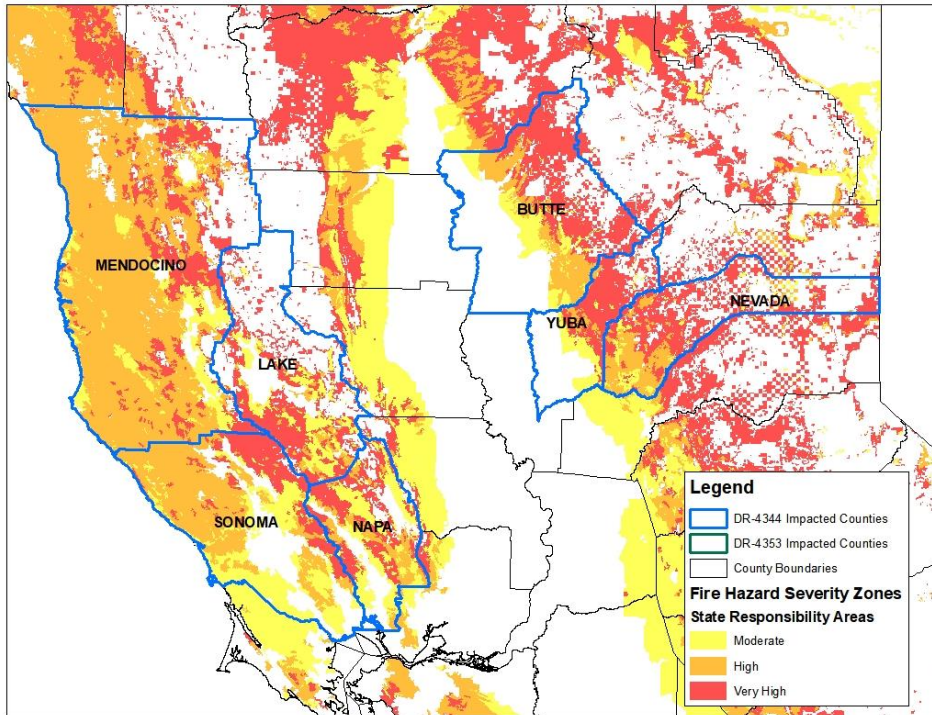 BUTTE
MENDOCINO
NEVADA
YUBA
LAKE
SONOMA
NAPA
Legend
DR-4344 Impacted Counties
DR-4353 Impacted Counties
County Boundaries
Fire Hazard Severity Zones
State Responsibility Areas
Moderate
High
Very High